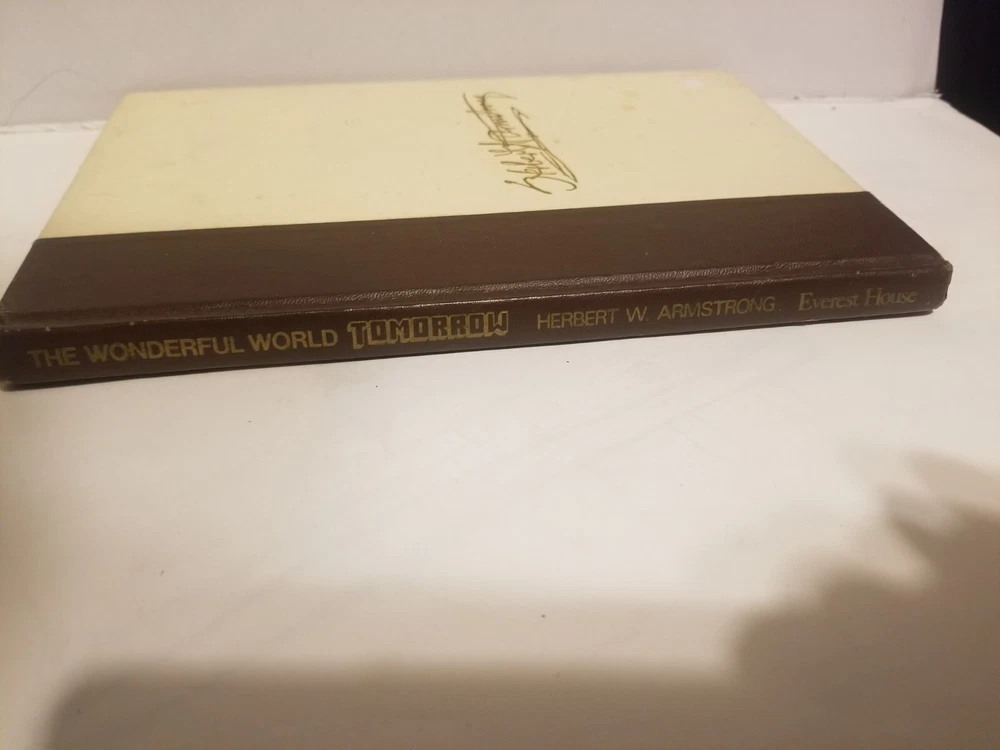 THE WONDERFUL WORLD TOMORROW HERBERT W. ARMSTRONG. Everest House